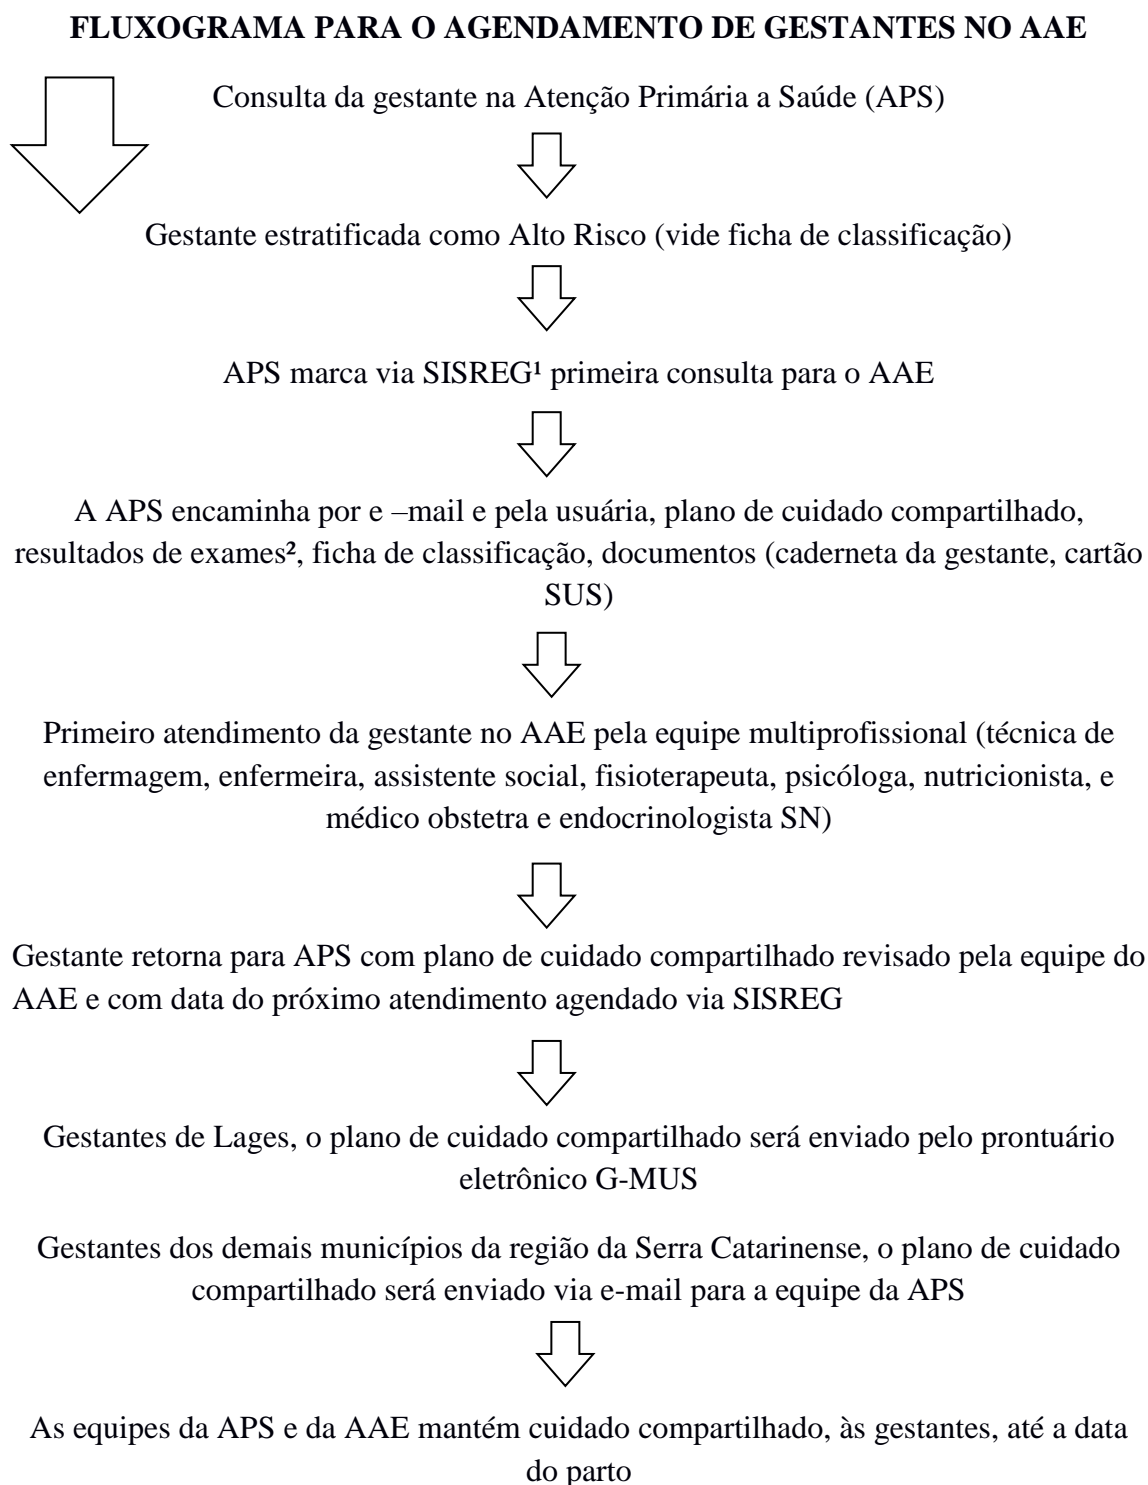 FLUXOGRAMA PARA O AGENDAMENTO DE GESTANTES NO AAE
Consulta da gestante na Atenção Primária a Saúde (APS)
Gestante estratificada como Alto Risco (vide ficha de classificação)
APS marca via SISREG¹ primeira consulta para o AAE
A APS encaminha por e –mail e pela usuária, plano de cuidado compartilhado,
resultados de exames², ficha de classificação, documentos (caderneta da gestante, cartão
SUS)
Primeiro atendimento da gestante no AAE pela equipe multiprofissional (técnica de
enfermagem, enfermeira, assistente social, fisioterapeuta, psicóloga, nutricionista, e
médico obstetra e endocrinologista SN)
Gestante retorna para APS com plano de cuidado compartilhado revisado pela equipe do
AAE e com data do próximo atendimento agendado via SISREG
Gestantes de Lages, o plano de cuidado compartilhado será enviado pelo prontuário
eletrônico G-MUS
Gestantes dos demais municípios da região da Serra Catarinense, o plano de cuidado
compartilhado será enviado via e-mail para a equipe da APS
As equipes da APS e da AAE mantém cuidado compartilhado, às gestantes, até a data
do parto